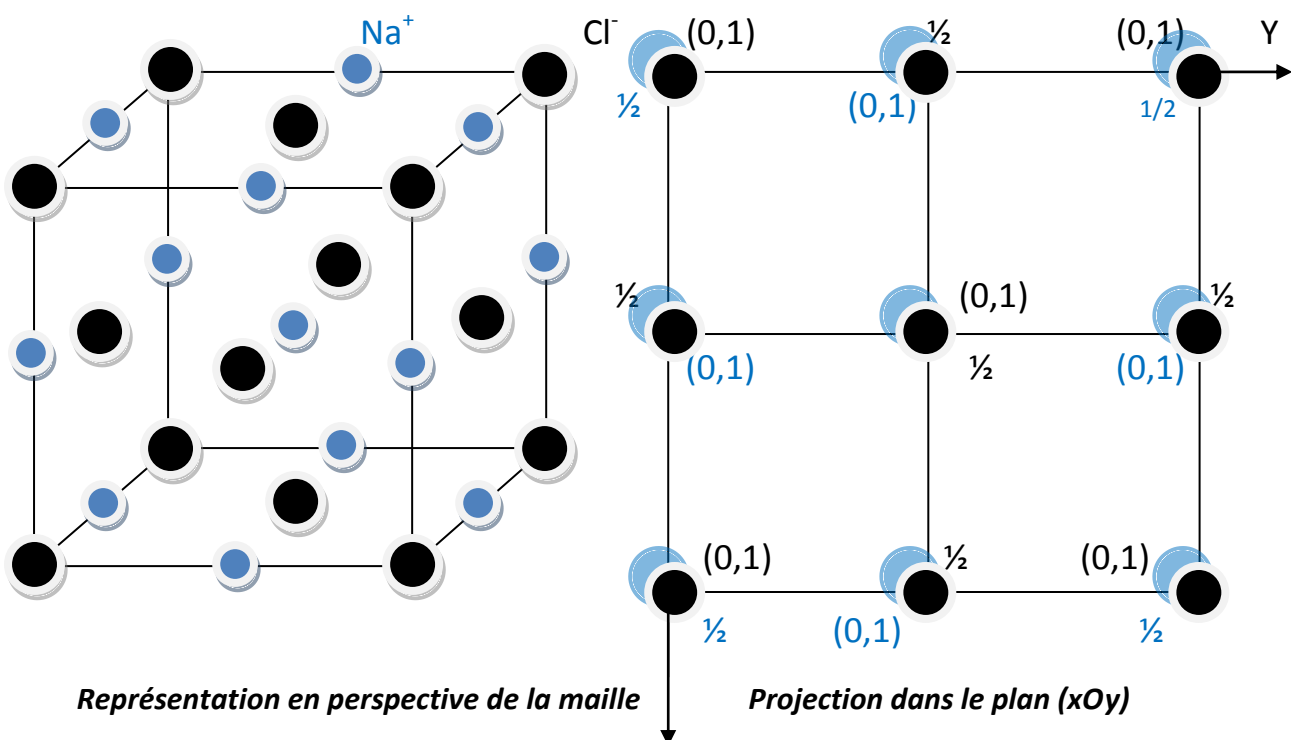 Na⁺ Cl⁻ (0,1) ½ (0,1) Y
½ (0,1) 1/2
½ (0,1) ½
(0,1) ½ (0,1)
(0,1) ½ (0,1)
½ (0,1) ½
Représentation en perspective de la maille
Projection dans le plan (xOy)